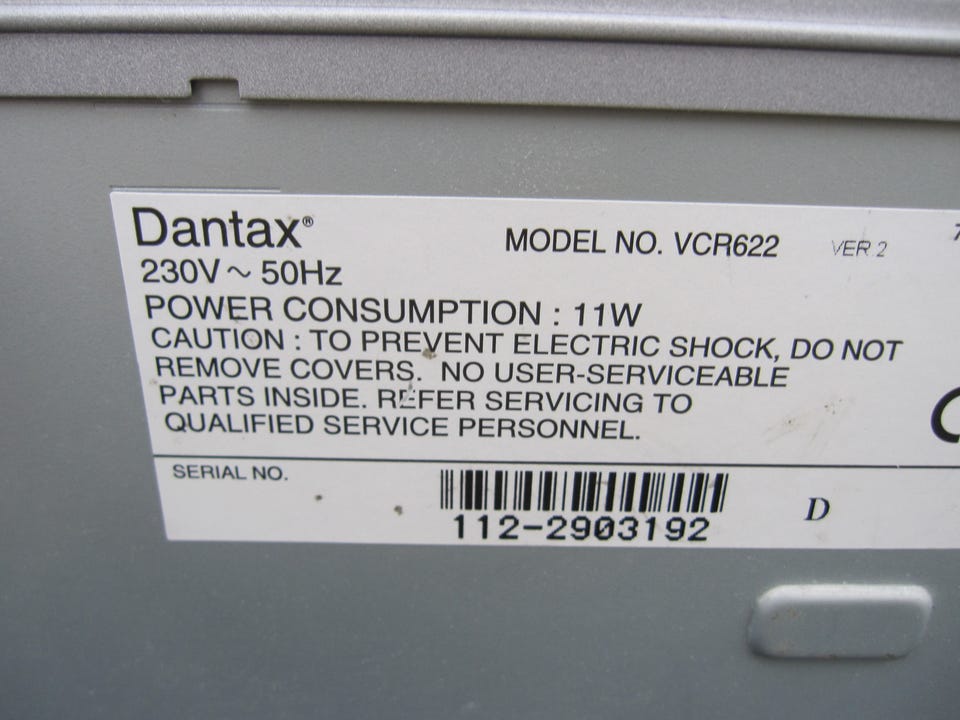 Dantax®
MODEL NO. VCR622 VER.2
230V ~ 50Hz
POWER CONSUMPTION : 11W
CAUTION : TO PREVENT ELECTRIC SHOCK, DO NOT
REMOVE COVERS. NO USER-SERVICEABLE
PARTS INSIDE. REFER SERVICING TO
QUALIFIED SERVICE PERSONNEL.
SERIAL NO.
112-2903192
D